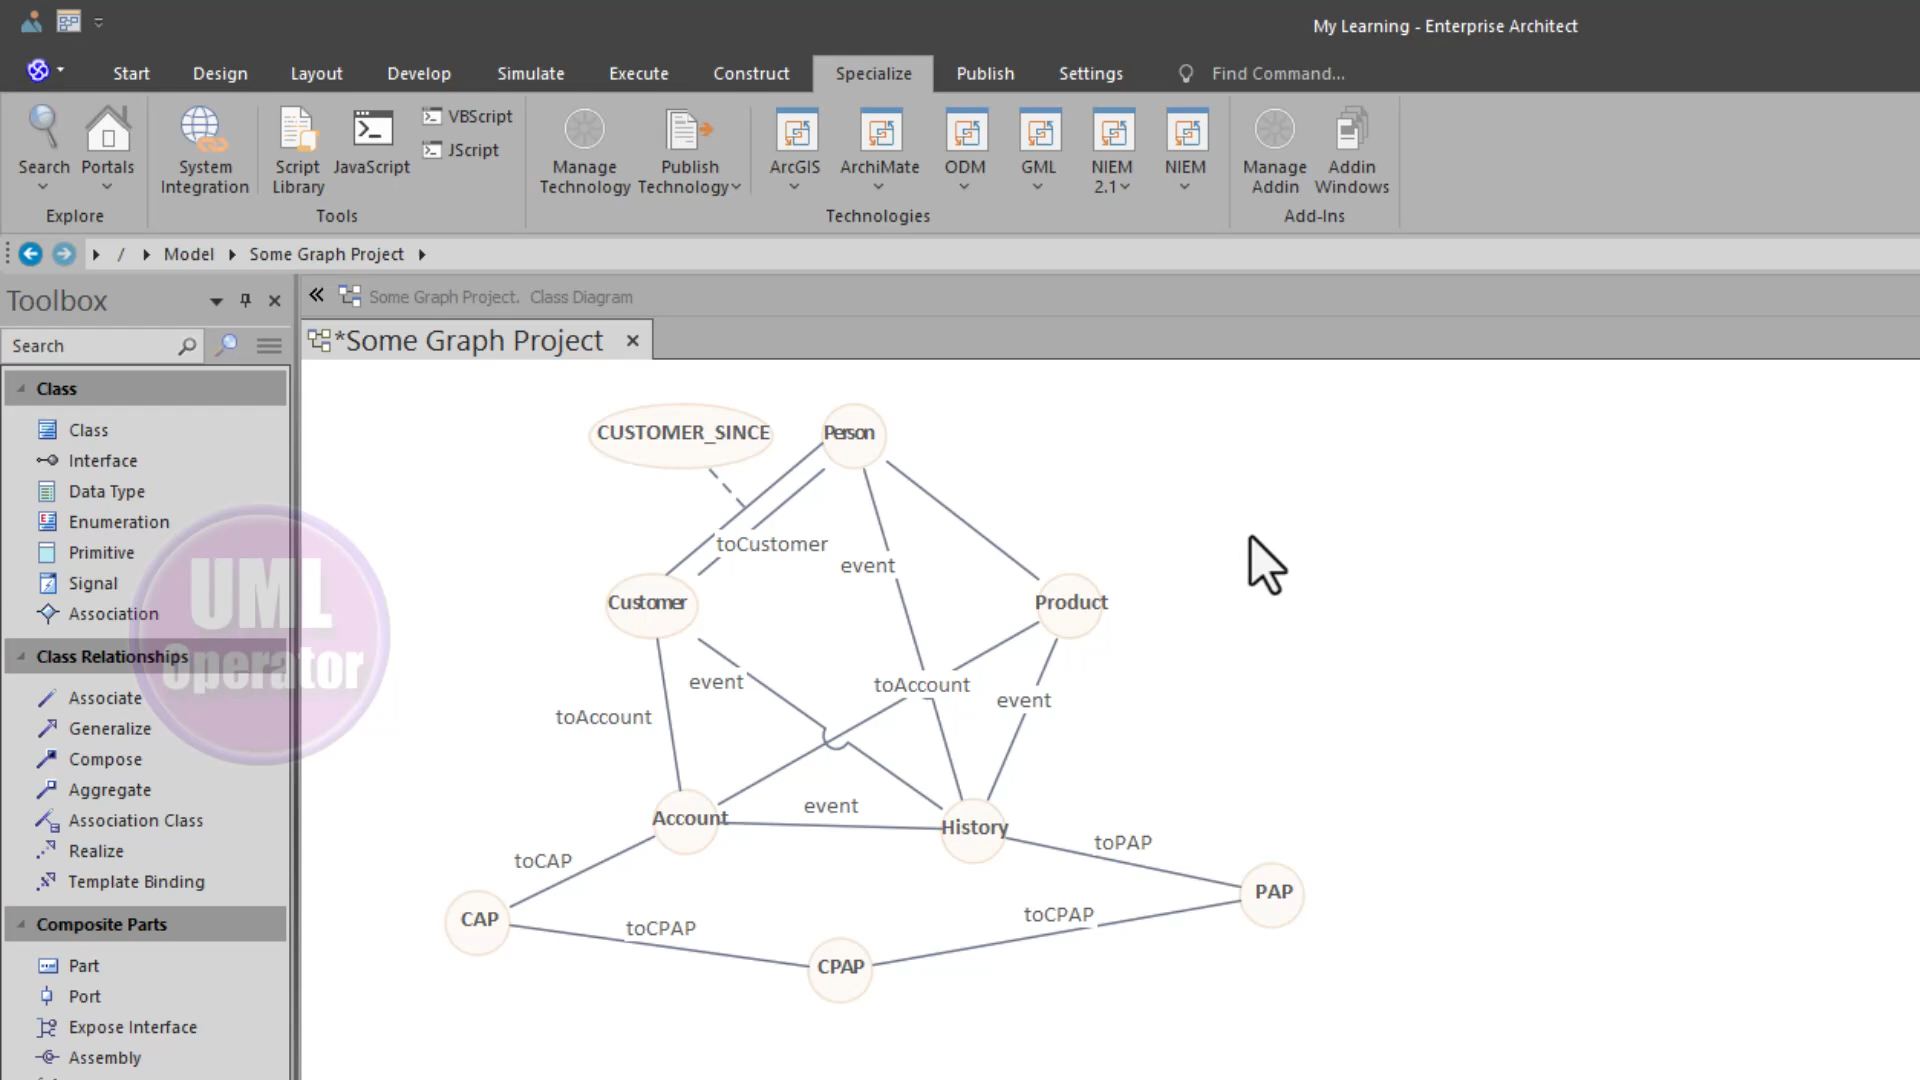 My Learning - Enterprise Architect
Start Design Layout Develop Simulate Execute Construct Specialize Publish Settings Find Command...
Search Portals System Integration Script Library JavaScript VBScript JScript Manage Technology Publish Technology ArcGIS ArchiMate ODM GML NIEM 2.1 NIEM Manage Addin Addin Windows
Explore Tools Technologies Add-Ins
/ Model Some Graph Project
Toolbox
Some Graph Project. Class Diagram
Search
*Some Graph Project
Class
Class
Interface
Data Type
Enumeration
Primitive
Signal
Association
Class Relationships
Associate
Generalize
Compose
Aggregate
Association Class
Realize
Template Binding
Composite Parts
Part
Port
Expose Interface
Assembly
UML
Operator
CUSTOMER_SINCE
Person
toCustomer
event
Customer
Product
event
toAccount
event
toAccount
event
Account
History
toCAP
toPAP
CAP
PAP
toCPAP
toCPAP
CPAP